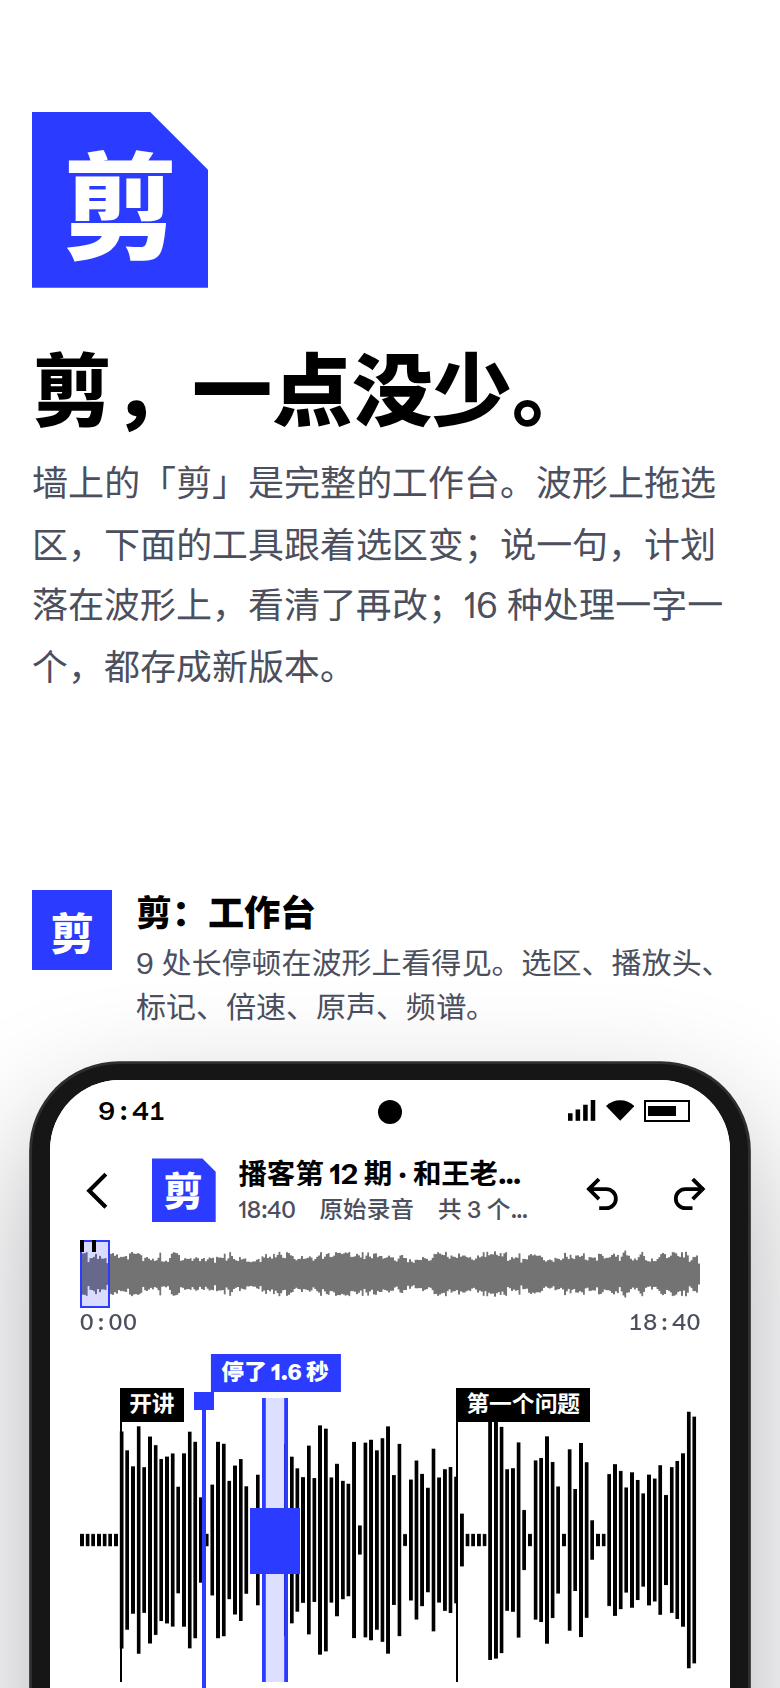 剪
剪，一点没少。
墙上的「剪」是完整的工作台。波形上拖选
区，下面的工具跟着选区变；说一句，计划
落在波形上，看清了再改；16 种处理一字一
个，都存成新版本。
剪
剪：工作台
9 处长停顿在波形上看得见。选区、播放头、
标记、倍速、原声、频谱。
9:41
剪
播客第 12 期 · 和王老...
18:40 原始录音 共 3 个...
0:00 18:40
停了 1.6 秒
开讲 第一个问题